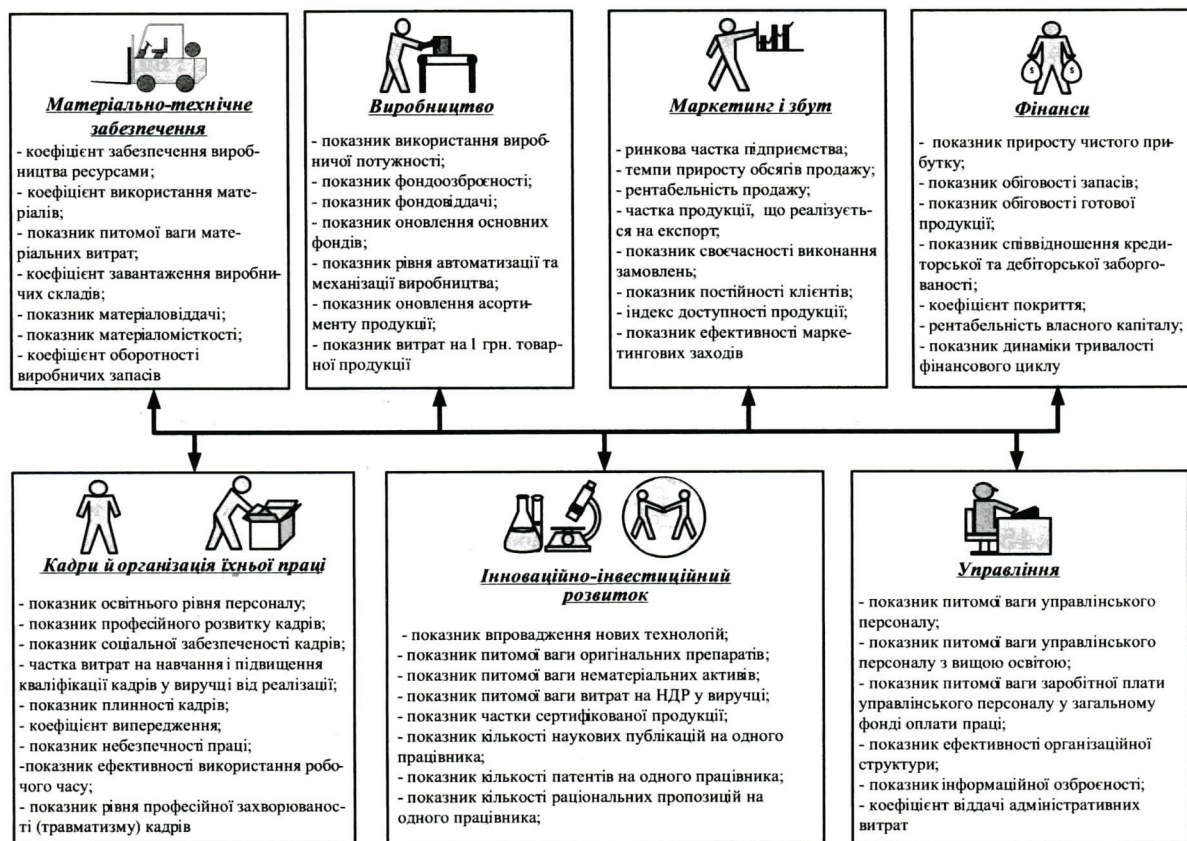 Матеріально-технічне
забезпечення
- коефіцієнт забезпечення вироб-
ництва ресурсами;
- коефіцієнт використання мате-
ріалів;
- показник питомої ваги мате-
ріальних витрат;
- коефіцієнт завантаження виробни-
чих складів;
- показник матеріаловіддачі;
- показник матеріаломісткості;
- коефіцієнт оборотності
виробничих запасів
Виробництво
- показник використання вироб-
ничої потужності;
- показник фондоозброєності;
- показник фондовіддачі;
- показник оновлення основних
фондів;
- показник рівня автоматизації та
механізації виробництва;
- показник оновлення асорти-
менту продукції;
- показник витрат на 1 грн. товар-
ної продукції
Маркетинг і збут
- ринкова частка підприємства;
- темпи приросту обсягів продажу;
- рентабельність продажу;
- частка продукції, що реалізуєть-
ся на експорт;
- показник своєчасності виконання
замовлень;
- показник постійності клієнтів;
- індекс доступності продукції;
- показник ефективності марке-
тингових заходів
Фінанси
- показник приросту чистого при-
бутку;
- показник обіговості запасів;
- показник обіговості готової
продукції;
- показник співвідношення креди-
торської та дебіторської заборго-
ваності;
- коефіцієнт покриття;
- рентабельність власного капіталу;
- показник динаміки тривалості
фінансового циклу
Кадри й організація їхньої праці
- показник освітнього рівня персоналу;
- показник професійного розвитку кадрів;
- показник соціальної забезпеченості кадрів;
- частка витрат на навчання і підвищення
кваліфікації кадрів у виручці від реалізації;
- показник плинності кадрів;
- коефіцієнт випередження;
- показник небезпечності праці;
-показник ефективності використання робо-
чого часу;
- показник рівня професійної захворюванос-
ті (травматизму) кадрів
Інноваційно-інвестиційний
розвиток
- показник впровадження нових технологій;
- показник питомої ваги оригінальних препаратів;
- показник питомої ваги нематеріальних активів;
- показник питомої ваги витрат на НДР у виручці;
- показник частки сертифікованої продукції;
- показник кількості наукових публікацій на одного
працівника;
- показник кількості патентів на одного працівника;
- показник кількості раціональних пропозицій на
одного працівника;
Управління
- показник питомої ваги управлінського
персоналу;
- показник питомої ваги управлінського
персоналу з вищою освітою;
- показник питомої ваги заробітної плати
управлінського персоналу у загальному
фонді оплати праці;
- показник ефективності організаційної
структури;
- показник інформаційної озброєності;
- коефіцієнт віддачі адміністративних
витрат